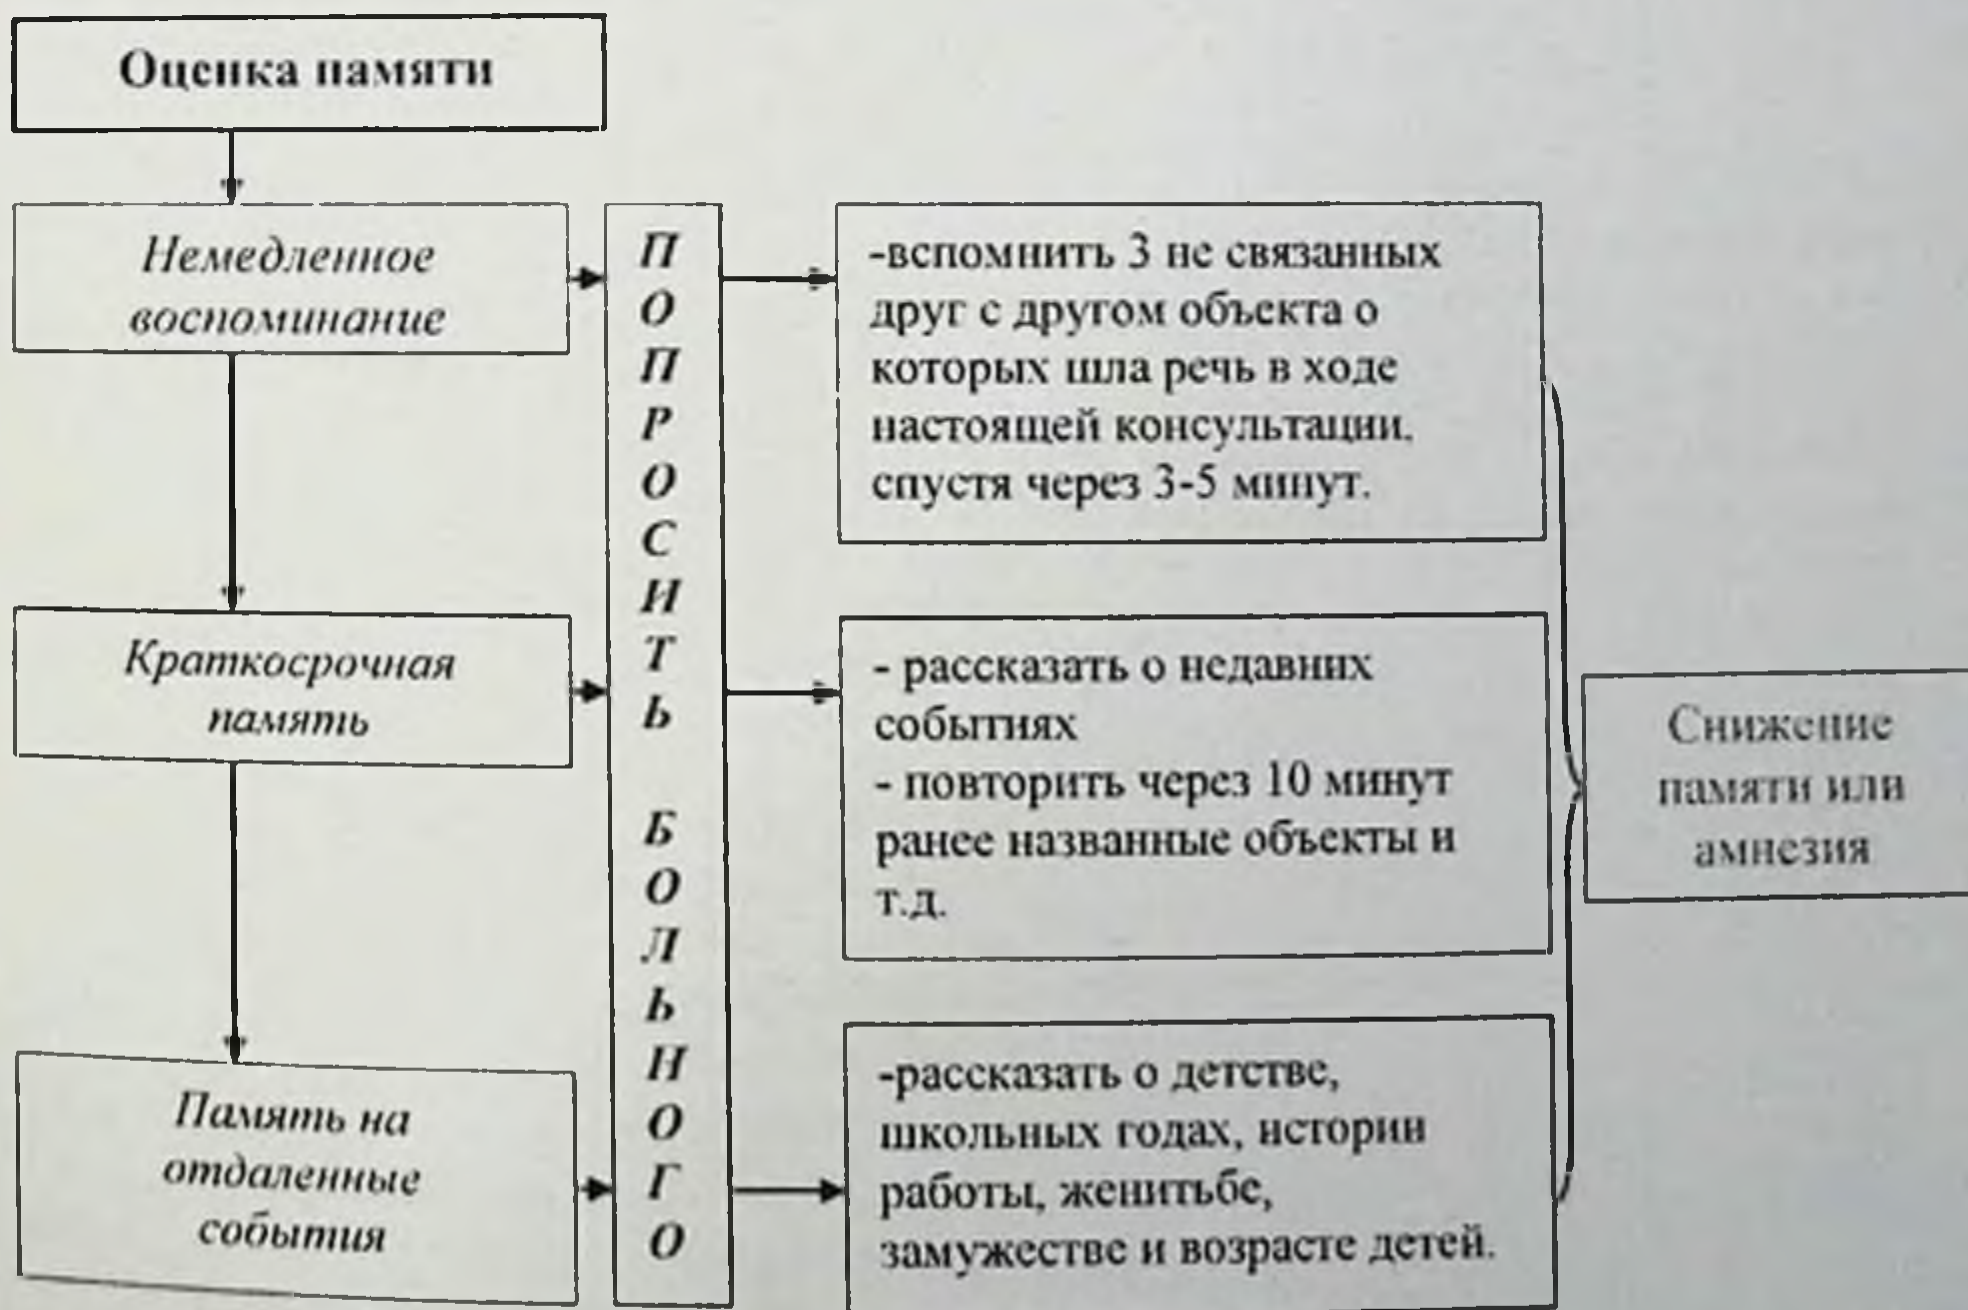 Оценка памяти
Немедленное
воспоминание
ПОПРОСИТЬ БОЛЬНОГО
-вспомнить 3 не связанных
друг с другом объекта о
которых шла речь в ходе
настоящей консультации,
спустя через 3-5 минут.
Краткосрочная
память
- рассказать о недавних
событиях
- повторить через 10 минут
ранее названные объекты и
т.д.
Память на
отдаленные
события
-рассказать о детстве,
школьных годах, истории
работы, женитьбе,
замужестве и возрасте детей.
Снижение
памяти или
амнезия